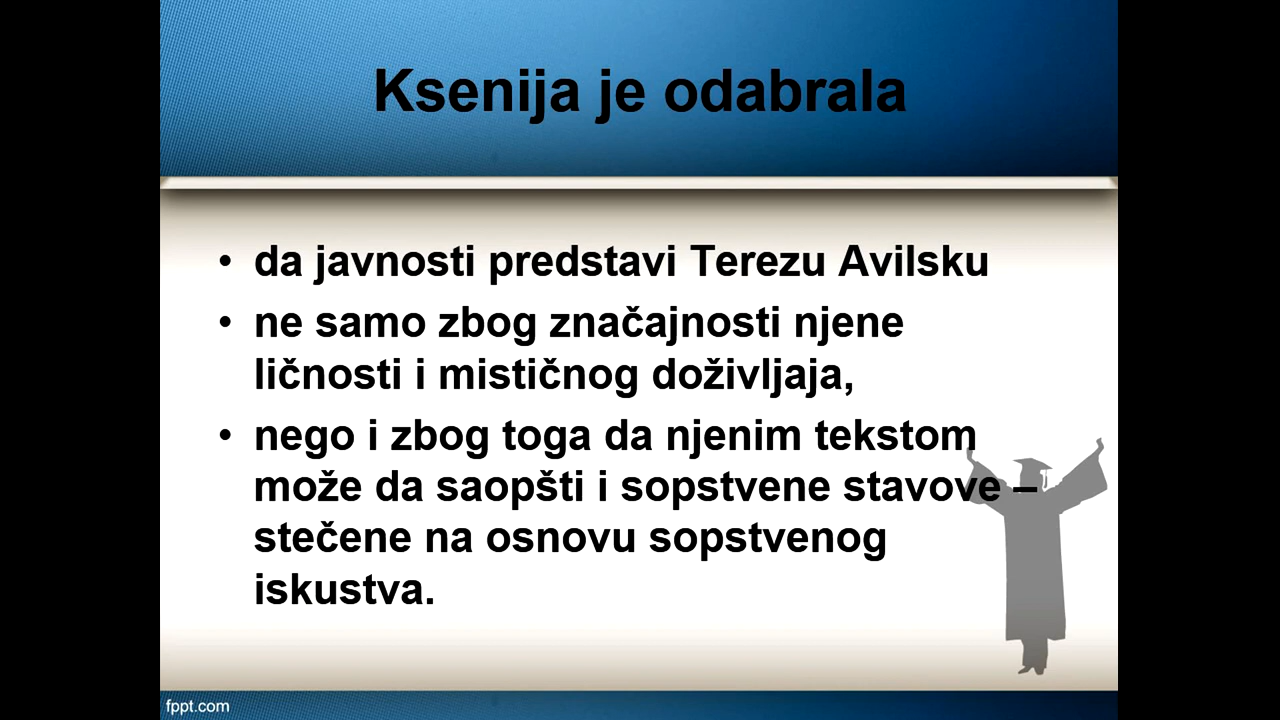 Ksenija je odabrala
• da javnosti predstavi Terezu Avilsku
• ne samo zbog značajnosti njene
ličnosti i mističnog doživljaja,
• nego i zbog toga da njenim tekstom
može da saopšti i sopstvene stavove –
stečene na osnovu sopstvenog
iskustva.
fppt.com